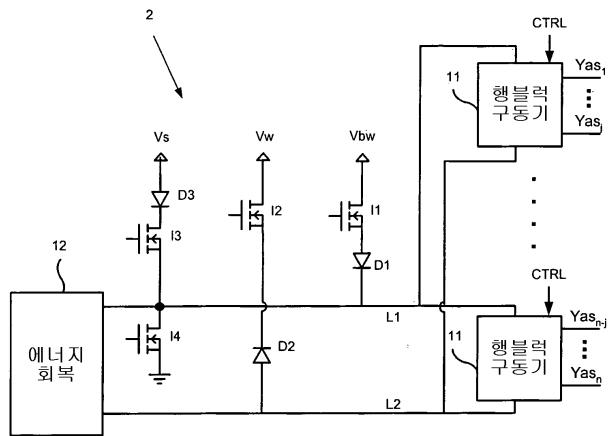 2
CTRL
11
행블럭
구동기
Yas1
Yasj
Vs
Vw
Vbw
D3
I3
I2
I1
D1
12
에너지
회복
I4
D2
L1
L2
CTRL
11
행블럭
구동기
Yasn-j
Yasn